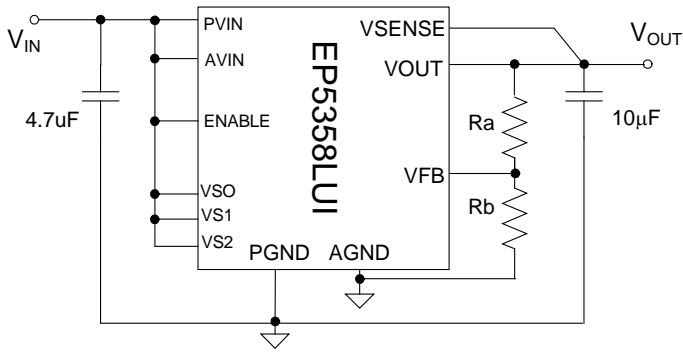 PVIN
VSENSE
V_OUT
V_IN
AVIN
VOUT
4.7uF
ENABLE
EP5358LUI
Ra
10μF
VSO
VFB
VS1
Rb
VS2
PGND
AGND